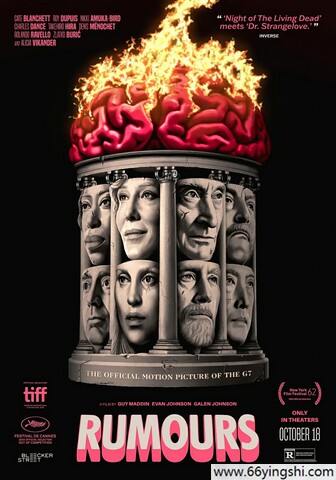 CATE BLANCHETT ROY DUPUIS NIKKI AMUKA-BIRD
CHARLES DANCE TAKEHIRO HIRA DENIS MÉNOCHET
ROLANDO RAVELLO ZLATKO BURIĆ
AND ALICIA VIKANDER
“‘Night of The Living Dead’
meets ‘Dr. Strangelove.’”
INVERSE
THE OFFICIAL MOTION PICTURE OF THE G7
OFFICIAL SELECTION
tiff
A FILM BY GUY MADDIN EVAN JOHNSON GALEN JOHNSON
RUMOURS
FESTIVAL DE CANNES
BLEECKER
STREET
New York
Film Festival 62
ONLY
IN THEATERS
OCTOBER 18
R
www.66yingshi.com